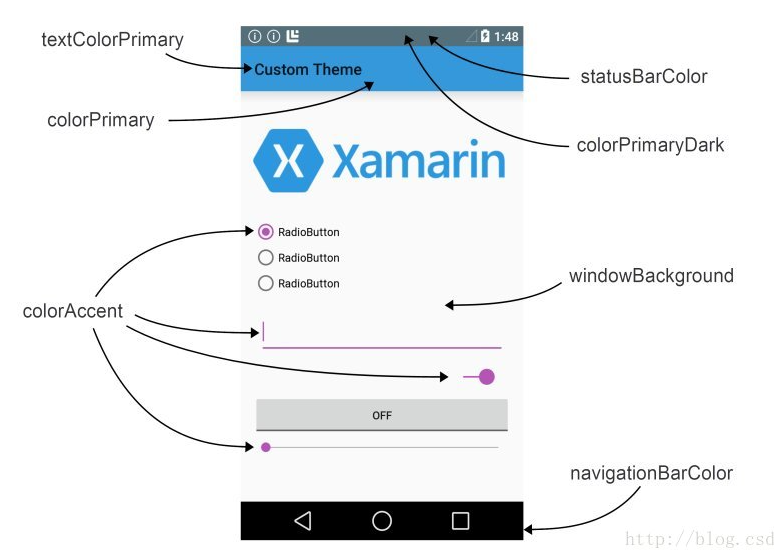 textColorPrimary
1:48
Custom Theme
statusBarColor
colorPrimary
colorPrimaryDark
Xamarin
RadioButton
RadioButton
windowBackground
RadioButton
colorAccent
OFF
navigationBarColor
http://blog.csd